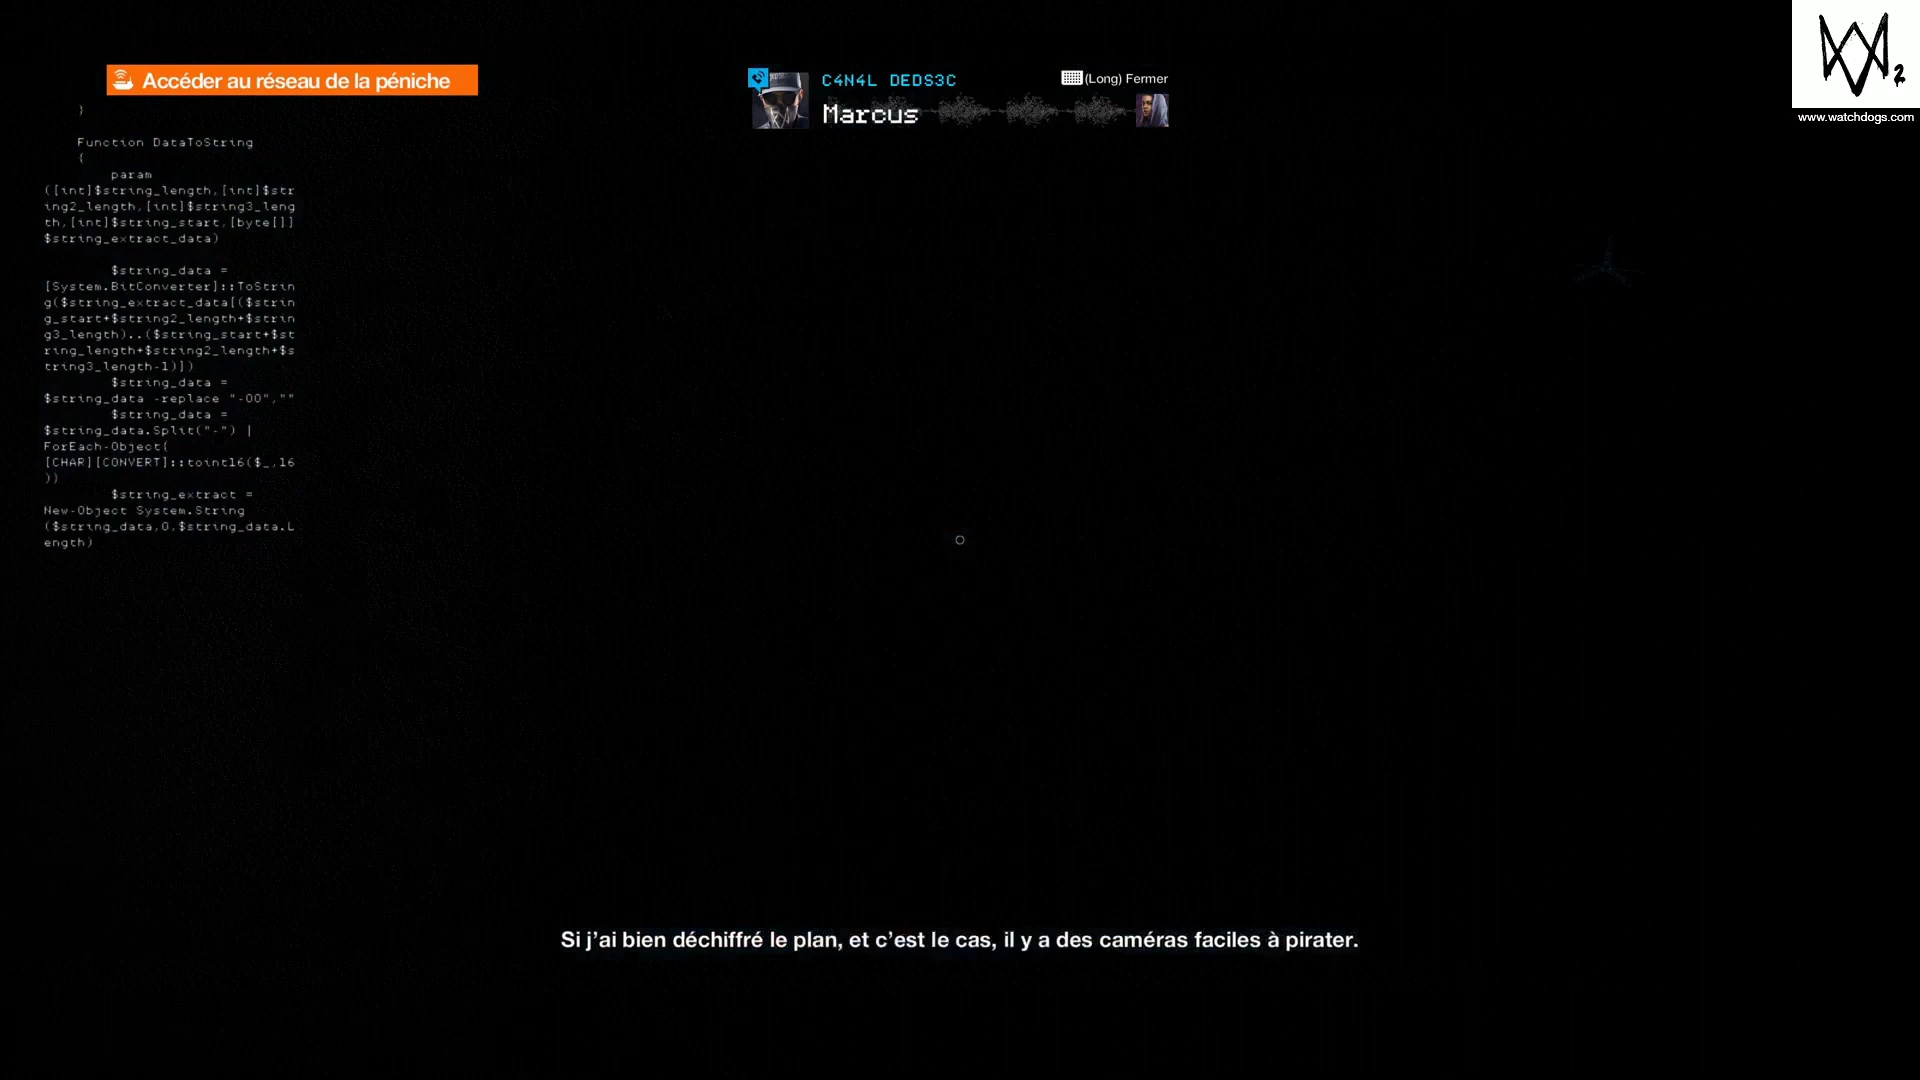 Accéder au réseau de la péniche
C4N4L DEDS3C
(Long) Fermer
Marcus
2
www.watchdogs.com
}
Function DataToString
{
param
([int]$string_length,[int]$str
ing2_length,[int]$string3_leng
th,[int]$string_start,[byte[]]
$string_extract_data)
$string_data =
[System.BitConverter]::ToStrin
g($string_extract_data[($strin
g_start+$string2_length+$strin
g3_length)..($string_start+$st
ring_length+$string2_length+$s
tring3_length-1)])
$string_data =
$string_data -replace "-00",""
$string_data =
$string_data.Split("-") |
ForEach-Object{
[CHAR][CONVERT]::toint16($_,16
))
$string_extract =
New-Object System.String
($string_data,0,$string_data.L
ength)
Si j’ai bien déchiffré le plan, et c’est le cas, il y a des caméras faciles à pirater.